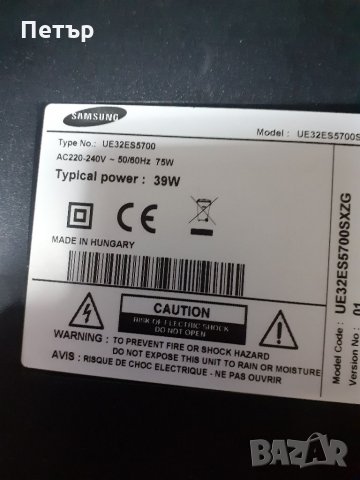 Петър
SAMSUNG
Model : UE32ES5700S
Type No.: UE32ES5700
AC220-240V ~ 50/60Hz 75W
Typical power : 39W
CE
MADE IN HUNGARY
CAUTION
RISK OF ELECTRIC SHOCK
DO NOT OPEN
WARNING : TO PREVENT FIRE OR SHOCK HAZARD
DO NOT EXPOSE THIS UNIT TO RAIN OR MOISTURE
AVIS : RISQUE DE CHOC ELECTRIQUE - NE PAS OUVRIR
Model Code : UE32ES5700SXZG
Version No : 01
BAZAR